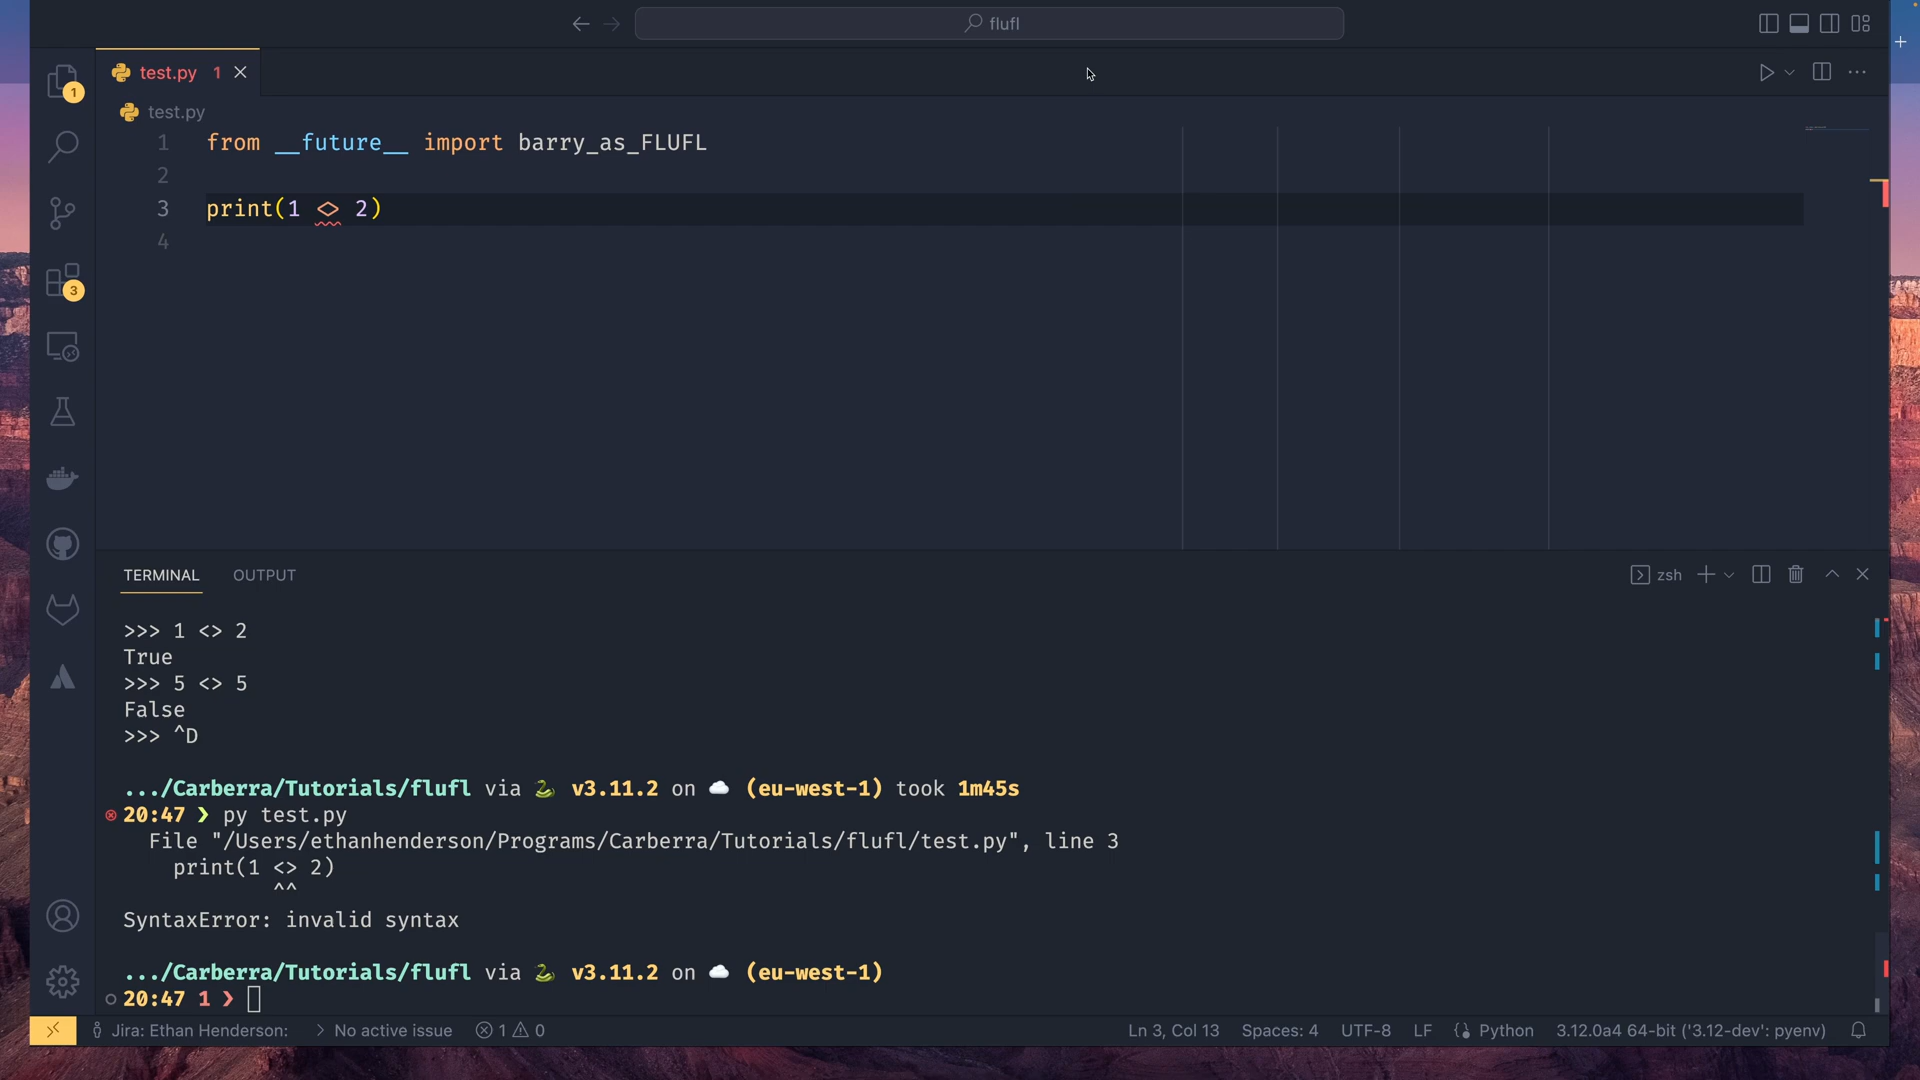 flufl
test.py 1
test.py
1 from __future__ import barry_as_FLUFL
2
3 print(1 <> 2)
4
1
3
TERMINAL OUTPUT
zsh
>>> 1 <> 2
True
>>> 5 <> 5
False
>>> ^D
.../Carberra/Tutorials/flufl via v3.11.2 on (eu-west-1) took 1m45s
20:47 ❯ py test.py
File "/Users/ethanhenderson/Programs/Carberra/Tutorials/flufl/test.py", line 3
print(1 <> 2)
^^
SyntaxError: invalid syntax
.../Carberra/Tutorials/flufl via v3.11.2 on (eu-west-1)
20:47 1 ❯
Jira: Ethan Henderson: > No active issue 1 0 Ln 3, Col 13 Spaces: 4 UTF-8 LF Python 3.12.0a4 64-bit ('3.12-dev': pyenv)